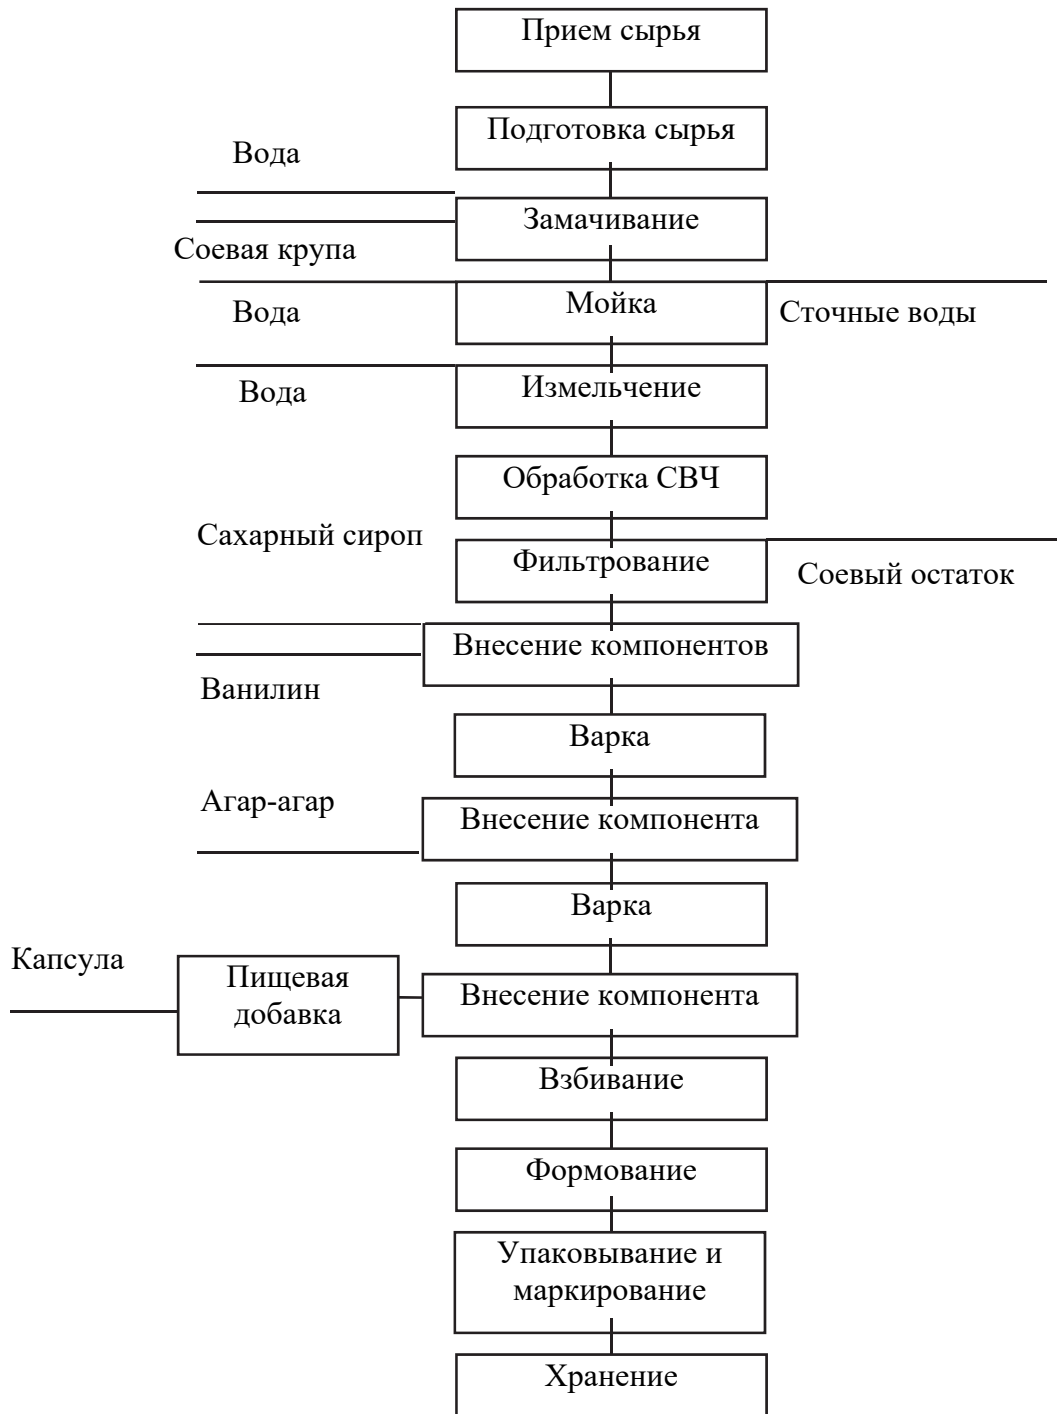 Прием сырья
Подготовка сырья
Вода
Замачивание
Соевая крупа
Мойка
Вода
Сточные воды
Измельчение
Вода
Обработка СВЧ
Сахарный сироп
Фильтрование
Соевый остаток
Внесение компонентов
Ванилин
Варка
Агар-агар
Внесение компонента
Варка
Капсула
Пищевая
добавка
Внесение компонента
Взбивание
Формование
Упаковывание и
маркирование
Хранение